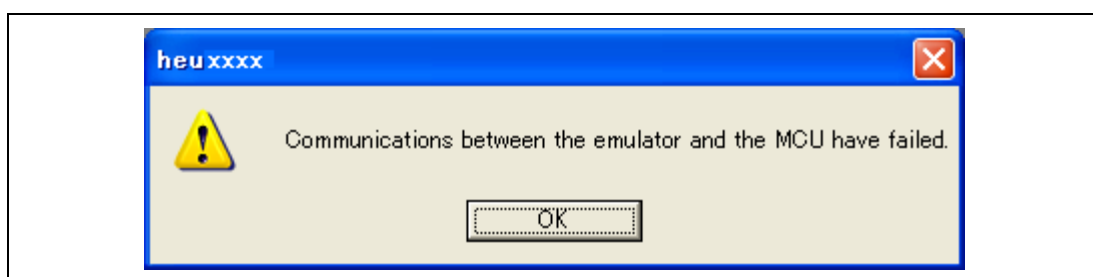 heuxxxx
Communications between the emulator and the MCU have failed.
OK